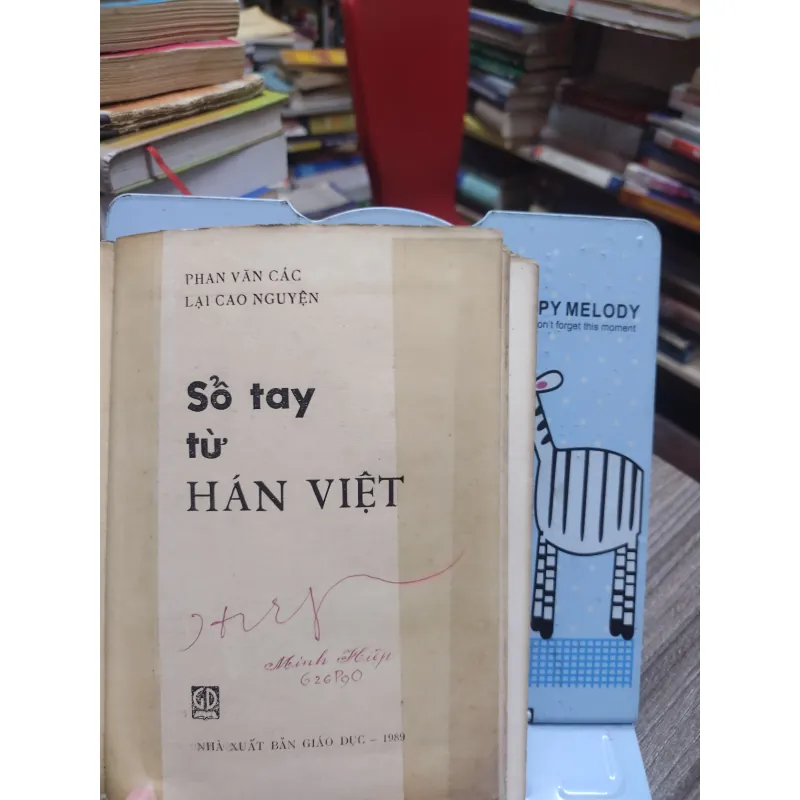 PHAN VĂN CÁC
LẠI CAO NGUYỆN
Sổ tay
từ
HÁN VIỆT
Minh Hiệp
GD
NHÀ XUẤT BẢN GIÁO DỤC - 1989
PY MELODY
on't forget this moment